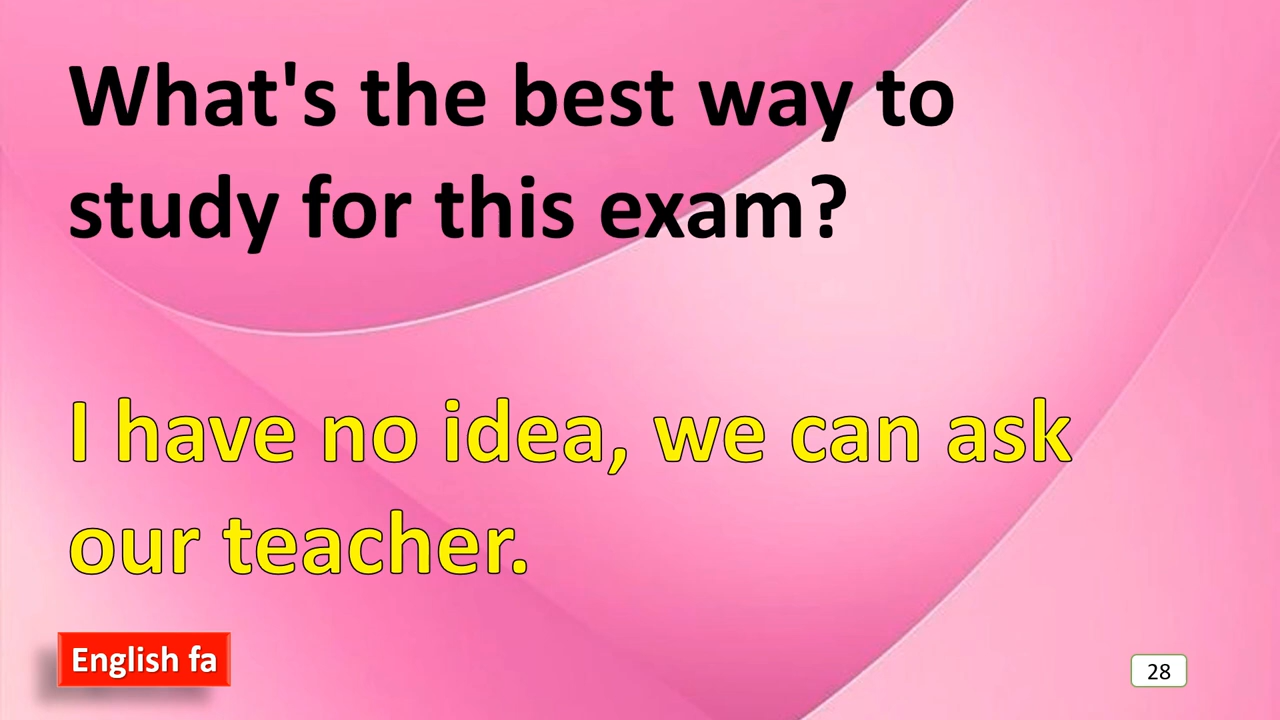 What's the best way to
study for this exam?
I have no idea, we can ask
our teacher.
English fa
28